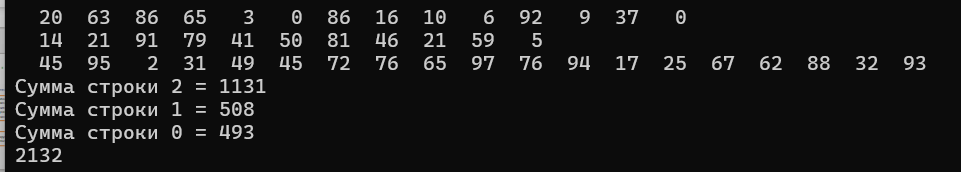 20 63 86 65 3 0 86 16 10 6 92 9 37 0
14 21 91 79 41 50 81 46 21 59 5
45 95 2 31 49 45 72 76 65 97 76 94 17 25 67 62 88 32 93
Сумма строки 2 = 1131
Сумма строки 1 = 508
Сумма строки 0 = 493
2132